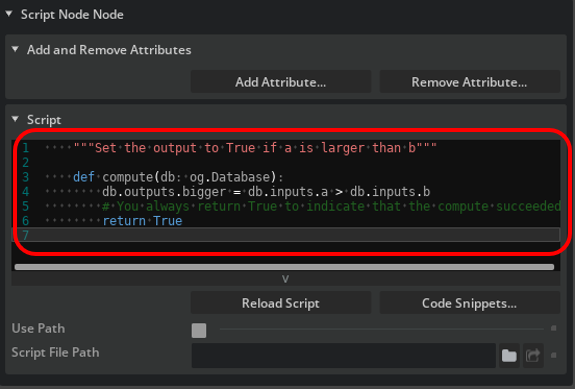 Script Node Node
Add and Remove Attributes
Add Attribute...
Remove Attribute...
Script
1 """Set the output to True if a is larger than b"""
2
3 def compute(db: og.Database):
4 db.outputs.bigger = db.inputs.a > db.inputs.b
5 # You always return True to indicate that the compute succeeded
6 return True
7
Reload Script
Code Snippets...
Use Path
Script File Path